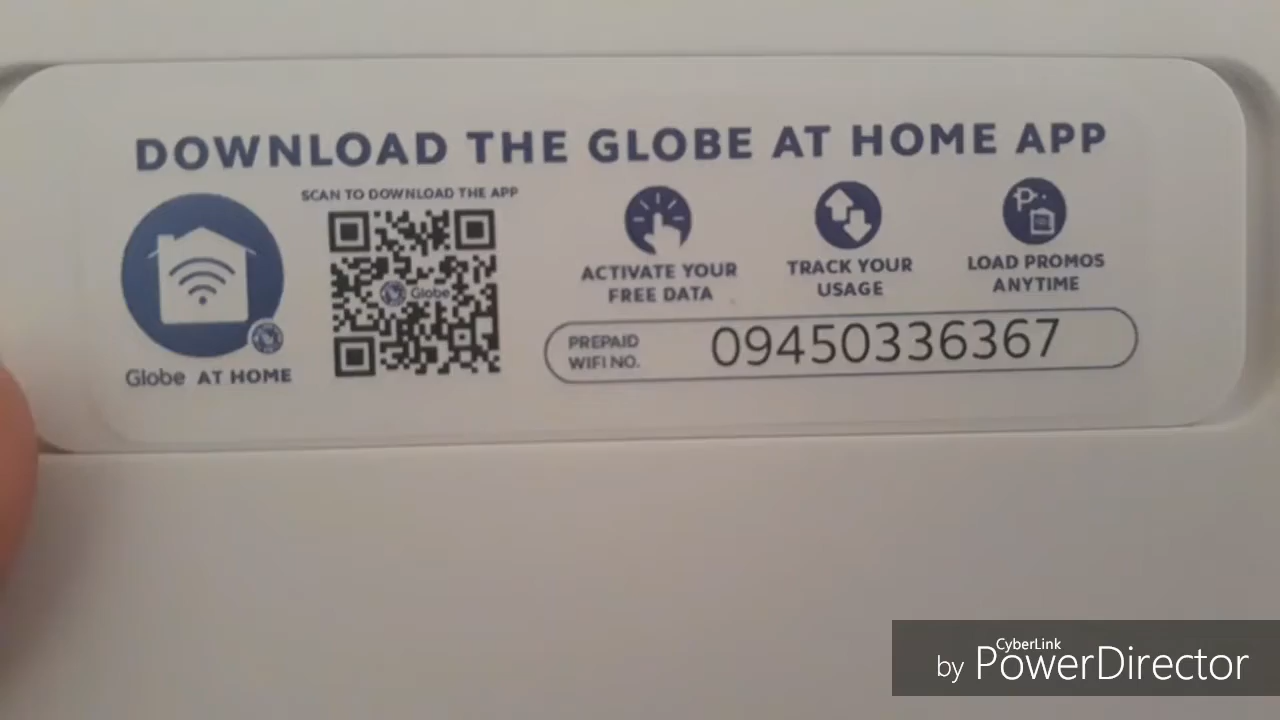 DOWNLOAD THE GLOBE AT HOME APP
SCAN TO DOWNLOAD THE APP
Globe
Globe AT HOME
ACTIVATE YOUR
FREE DATA
TRACK YOUR
USAGE
LOAD PROMOS
ANYTIME
PREPAID
WIFI NO.
09450336367
CyberLink
by PowerDirector